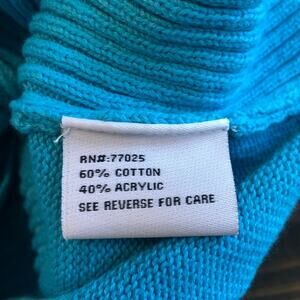 RN#:77025
60% COTTON
40% ACRYLIC
SEE REVERSE FOR CARE